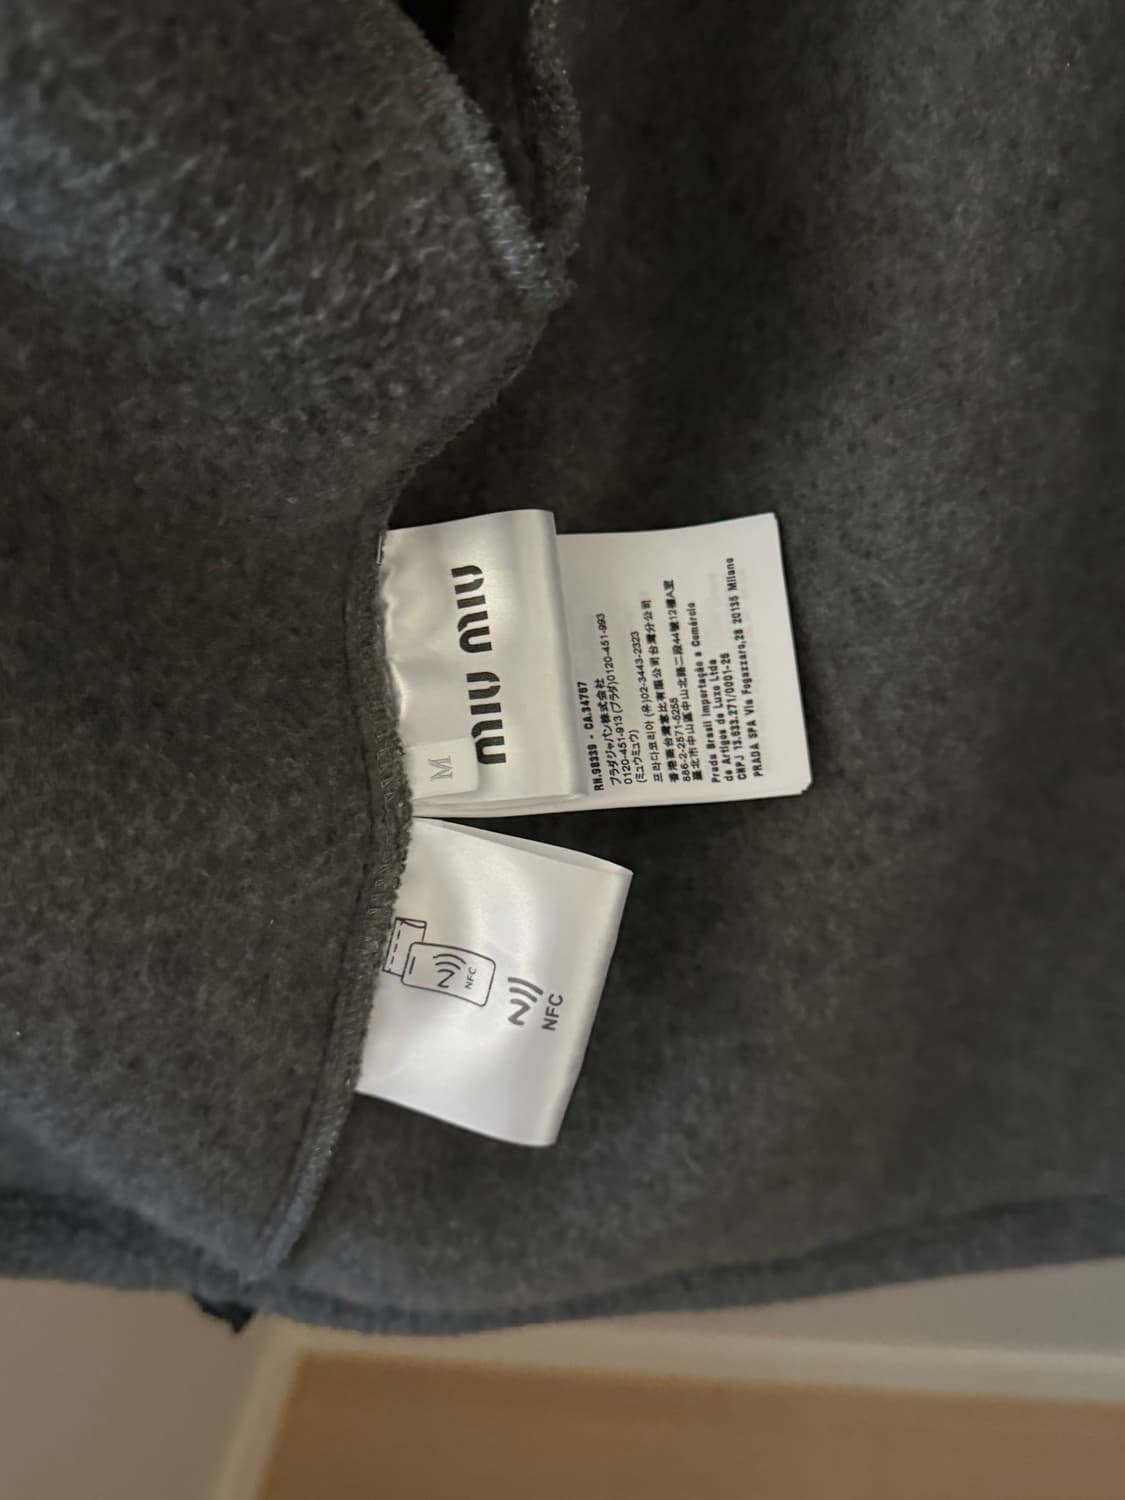 MIU MIU
M
RN.98339 - CA.34767
プラダジャパン株式会社
0120-451-913 (プラダ)0120-451-993
(ミュウミュウ)
프라다코리아 (유)02-3443-2323
香港商台灣普比有限公司台灣分公司
886-2-2571-5255
臺北市中山區中山北路二段44號12樓A室
Prada Brasil Importação e Comércio
de Artigos de Luxo Ltda
CNPJ 13.533.271/0001-26
PRADA SPA Via Fogazzaro,28 20135 Milano
NFC
NFC